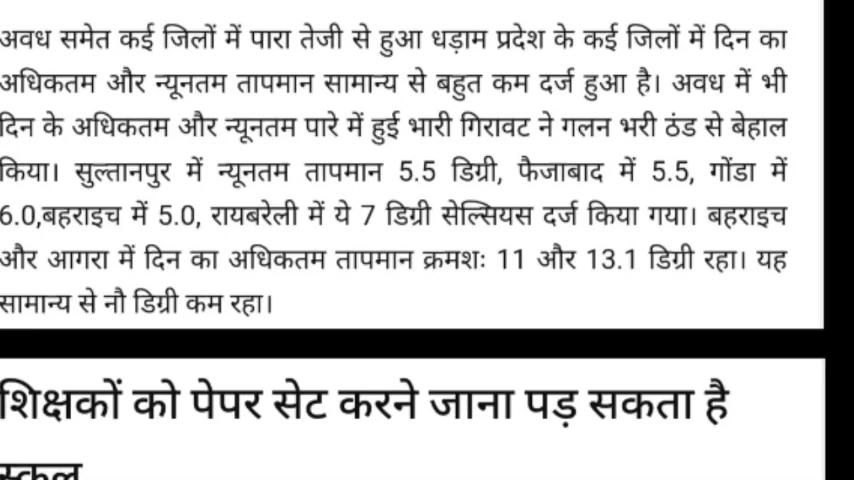 अवध समेत कई जिलों में पारा तेजी से हुआ धड़ाम प्रदेश के कई जिलों में दिन का
अधिकतम और न्यूनतम तापमान सामान्य से बहुत कम दर्ज हुआ है। अवध में भी
दिन के अधिकतम और न्यूनतम पारे में हुई भारी गिरावट ने गलन भरी ठंड से बेहाल
किया। सुल्तानपुर में न्यूनतम तापमान 5.5 डिग्री, फैजाबाद में 5.5, गोंडा में
6.0,बहराइच में 5.0, रायबरेली में ये 7 डिग्री सेल्सियस दर्ज किया गया। बहराइच
और आगरा में दिन का अधिकतम तापमान क्रमशः 11 और 13.1 डिग्री रहा। यह
सामान्य से नौ डिग्री कम रहा।
शिक्षकों को पेपर सेट करने जाना पड़ सकता है
स्कूल